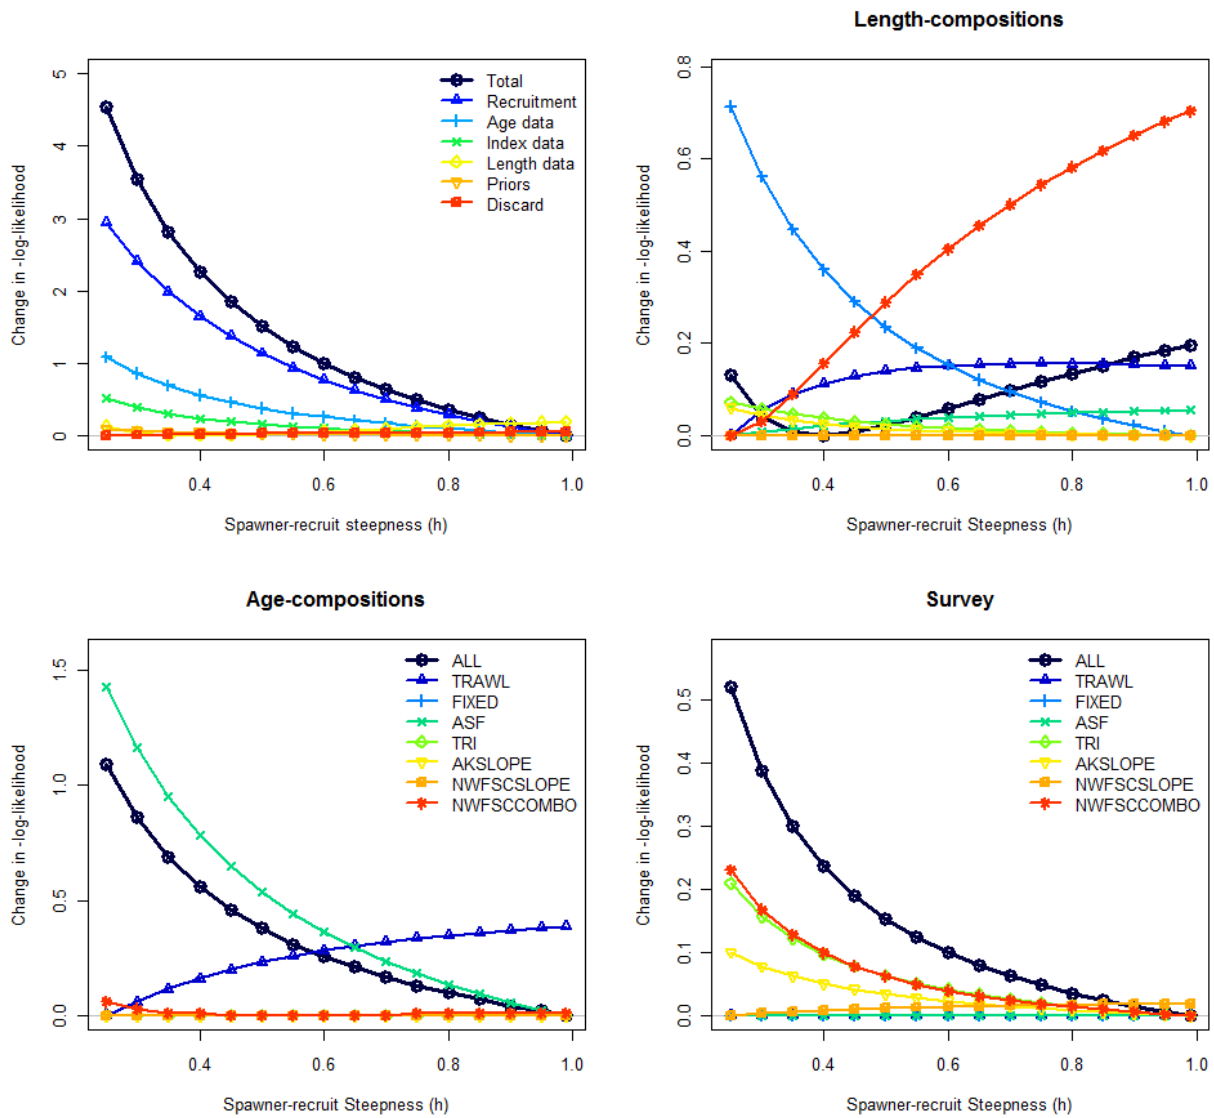 Length-compositions
5
4
3
2
1
0
Change in -log-likelihood
Total
Recruitment
Age data
Index data
Length data
Priors
Discard
0.4
0.6
0.8
1.0
Spawner-recruit steepness (h)
0.8
0.6
0.4
0.2
0.0
Change in -log-likelihood
0.4
0.6
0.8
1.0
Spawner-recruit Steepness (h)
Age-compositions
1.5
1.0
0.5
0.0
Change in -log-likelihood
ALL
TRAWL
FIXED
ASF
TRI
AKSLOPE
NWFSCSLOPE
NWFSCCOMBO
0.4
0.6
0.8
1.0
Spawner-recruit Steepness (h)
Survey
0.5
0.4
0.3
0.2
0.1
0.0
Change in -log-likelihood
ALL
TRAWL
FIXED
ASF
TRI
AKSLOPE
NWFSCSLOPE
NWFSCCOMBO
0.4
0.6
0.8
1.0
Spawner-recruit Steepness (h)